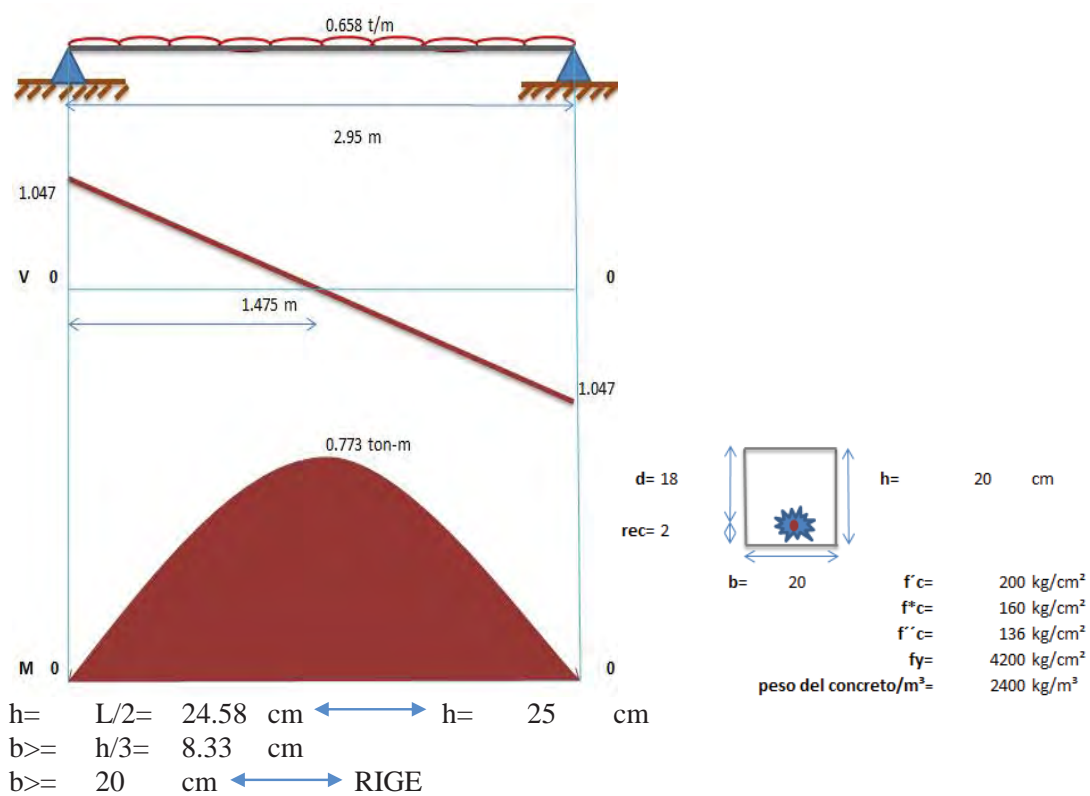 0.658 t/m
2.95 m
1.047
V 0
0
1.475 m
1.047
0.773 ton-m
M 0
0
d= 18
h= 20 cm
rec= 2
b= 20
f´c= 200 kg/cm²
f*c= 160 kg/cm²
f´´c= 136 kg/cm²
fy= 4200 kg/cm²
peso del concreto/m³= 2400 kg/m³
h= L/2= 24.58 cm h= 25 cm
b>= h/3= 8.33 cm
b>= 20 cm RIGE